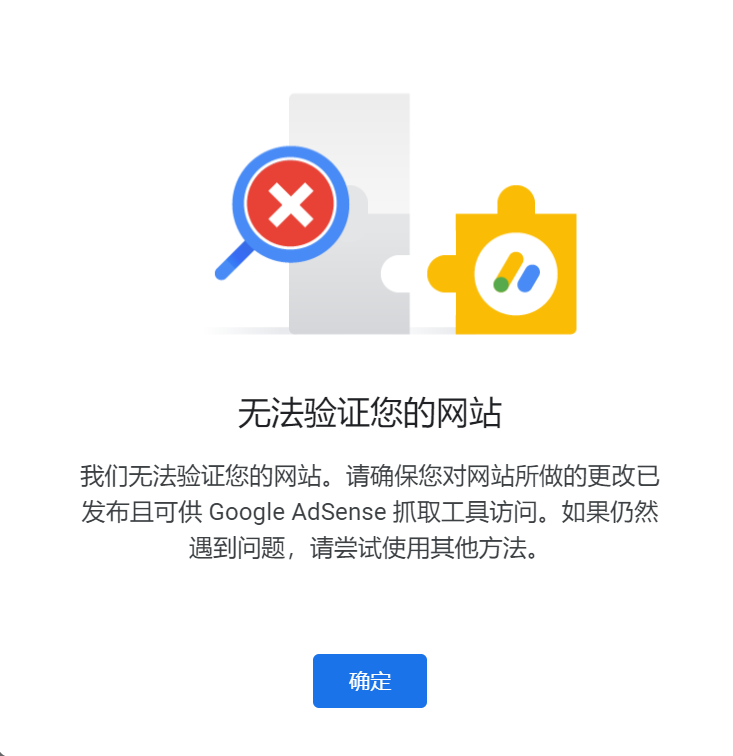 无法验证您的网站
我们无法验证您的网站。请确保您对网站所做的更改已
发布且可供 Google AdSense 抓取工具访问。如果仍然
遇到问题，请尝试使用其他方法。
确定